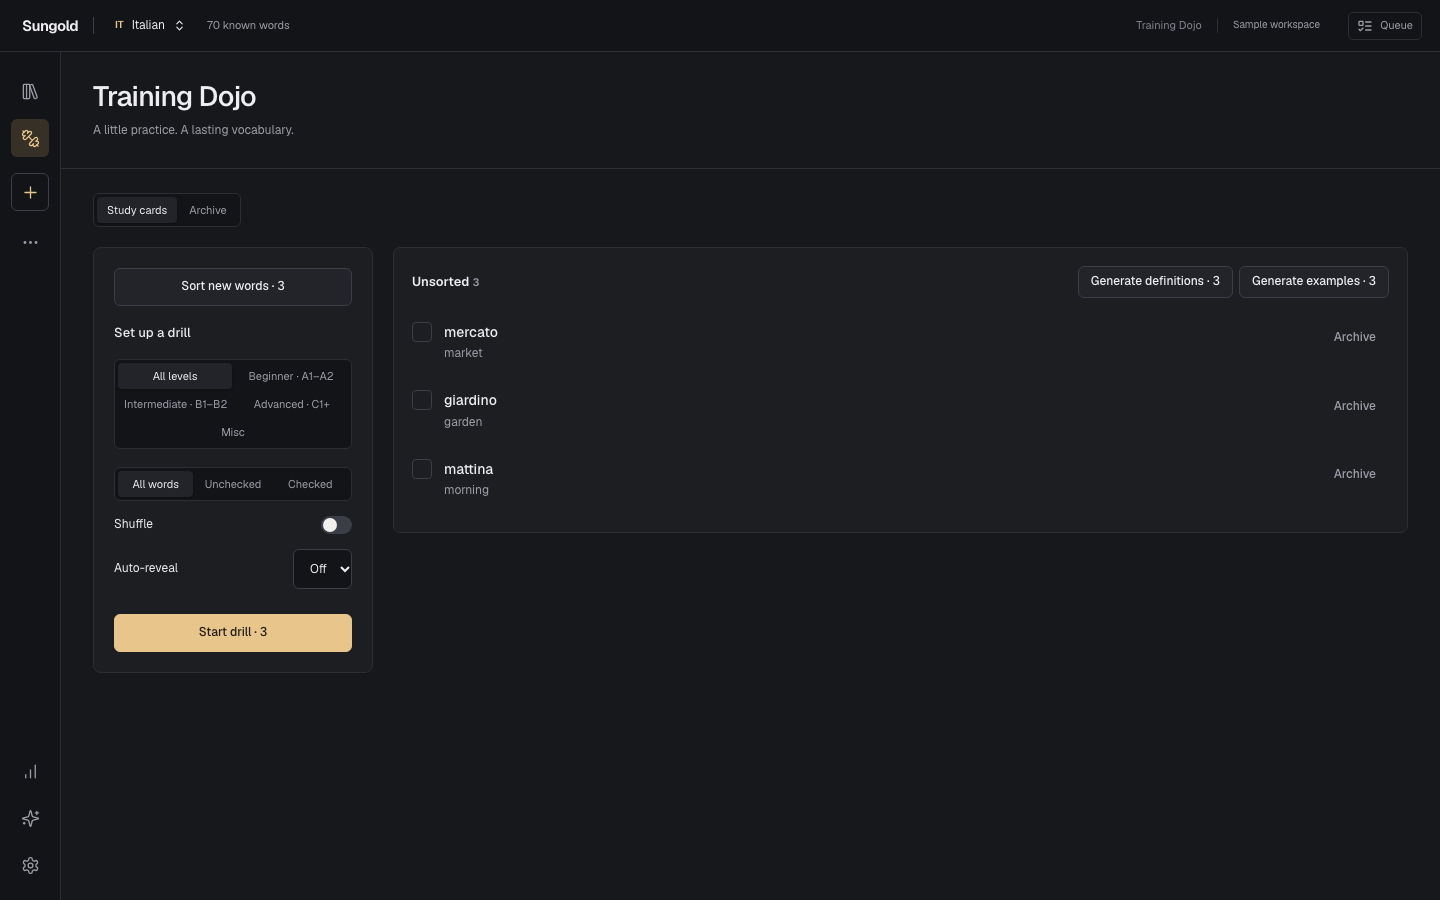 Sungold
IT Italian
70 known words
Training Dojo
Sample workspace
Queue
Training Dojo
A little practice. A lasting vocabulary.
Study cards
Archive
Sort new words · 3
Set up a drill
All levels
Beginner · A1–A2
Intermediate · B1–B2
Advanced · C1+
Misc
All words
Unchecked
Checked
Shuffle
Auto-reveal
Off
Start drill · 3
Unsorted 3
Generate definitions · 3
Generate examples · 3
mercato
market
Archive
giardino
garden
Archive
mattina
morning
Archive